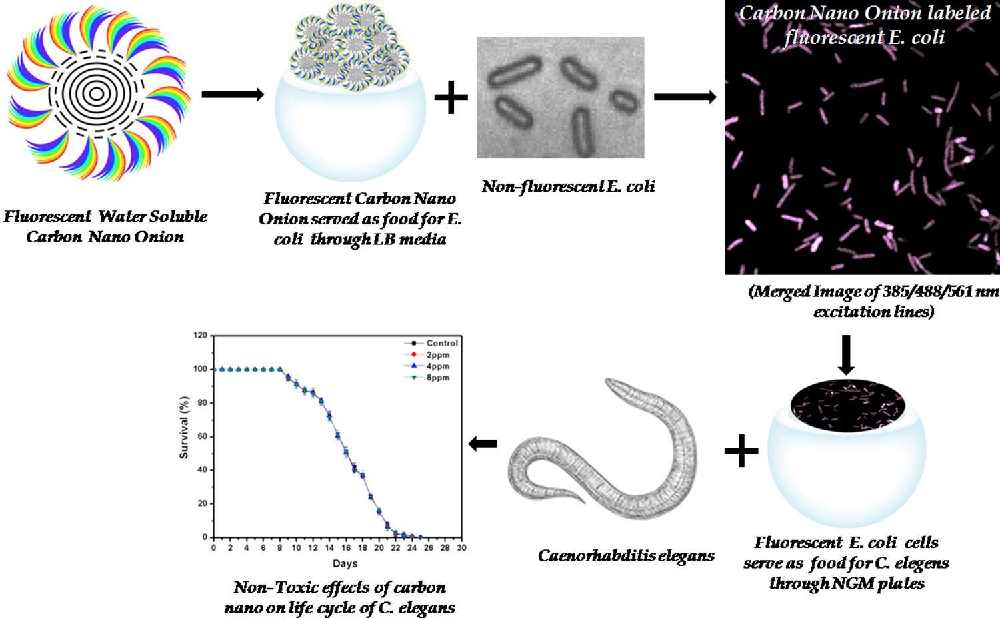 Carbon Nano Onion labeled
fluorescent E. coli
Fluorescent Water Soluble
Carbon Nano Onion
Fluorescent Carbon Nano
Onion served as food for E.
coli through LB media
Non-fluorescent E. coli
(Merged Image of 385/488/561 nm
excitation lines)
120
100
80
60
40
20
0
Survival (%)
Control
2ppm
4ppm
8ppm
0 2 4 6 8 10 12 14 16 18 20 22 24 26 28 30
Days
Non-Toxic effects of carbon
nano on life cycle of C. elegans
Caenorhabditis elegans
Fluorescent E. coli cells
serve as food for C. elegens
through NGM plates